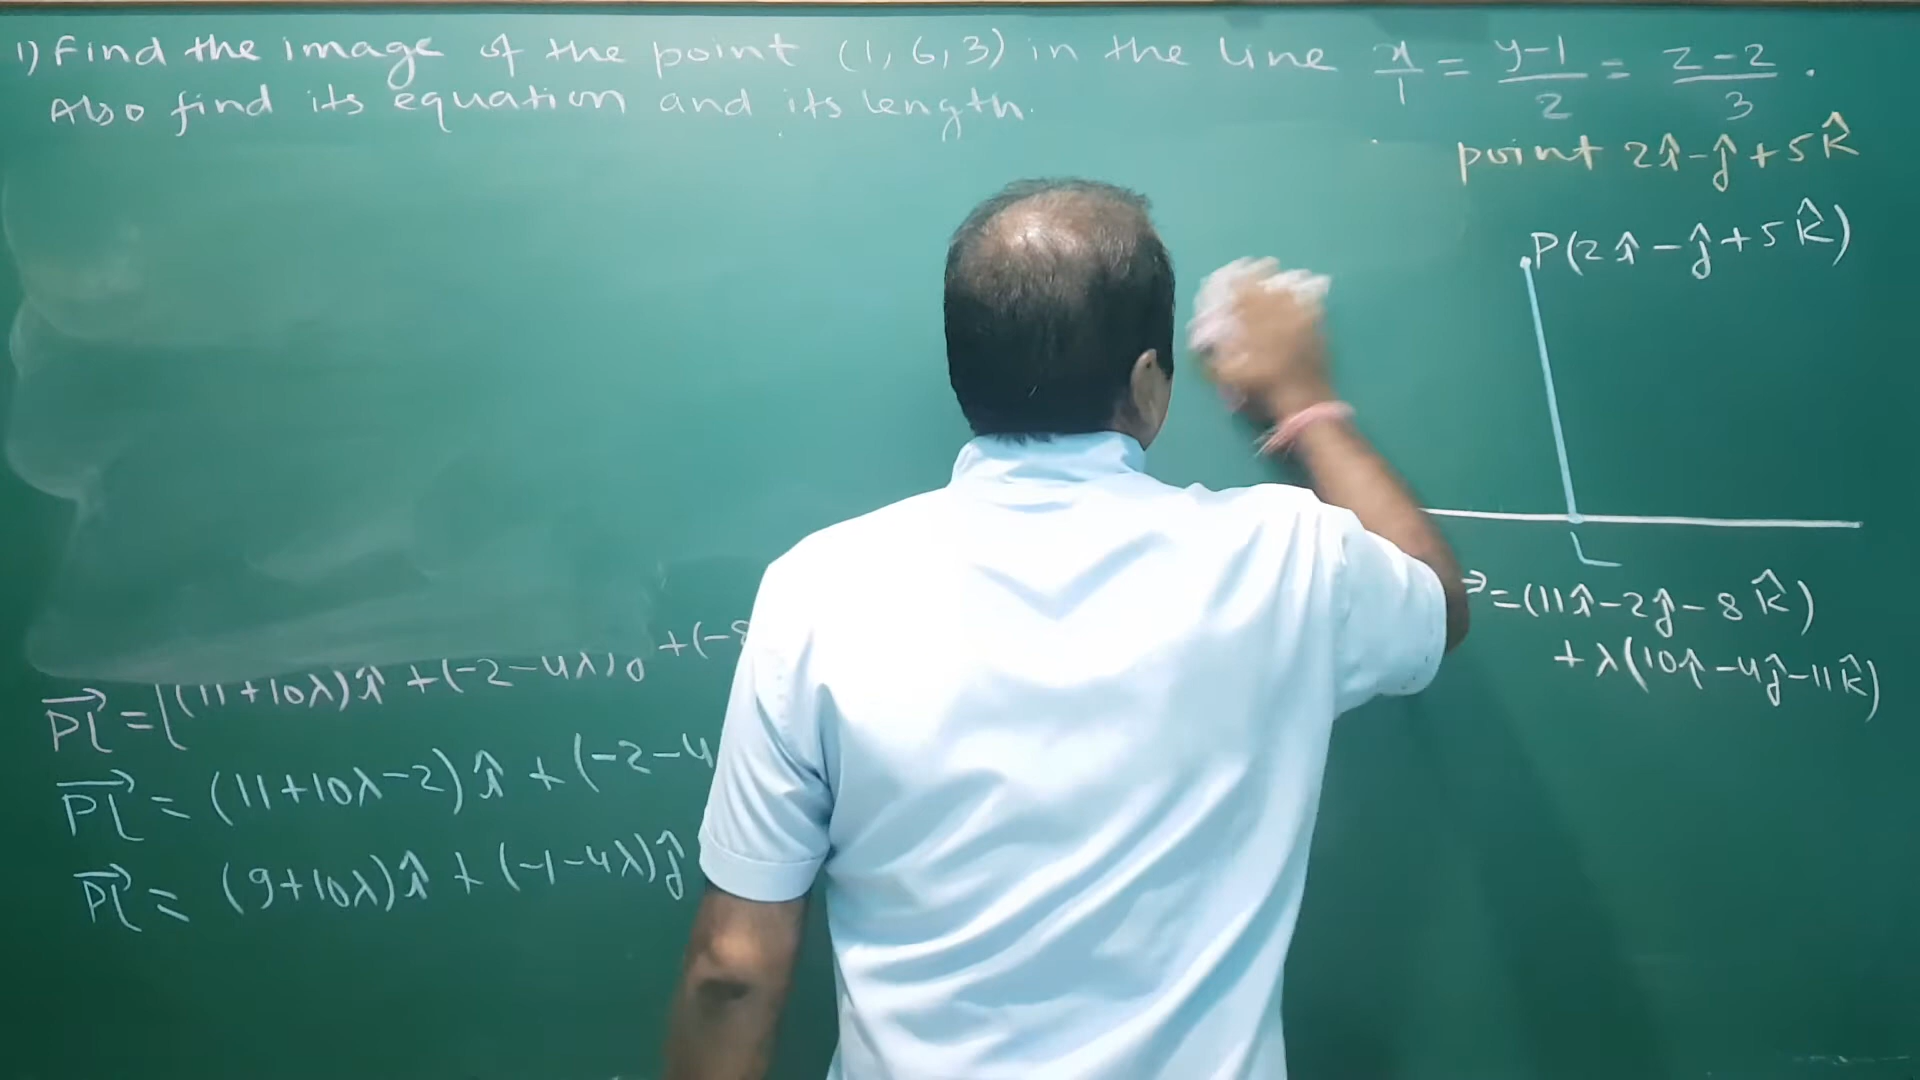 1) Find the image of the point (1, 6, 3) in the line x/1 = y-1/2 = z-2/3 .
Also find its equation and its length.
point 2î-ĵ+5k̂
P(2î-ĵ+5k̂)
L
=(11î-2ĵ-8k̂)
+λ(10î-4ĵ-11k̂)
PL = [(11+10λ)î+(-2-4λ)ĵ+(-8
PL = (11+10λ-2)î+(-2-4
PL = (9+10λ)î+(-1-4λ)ĵ